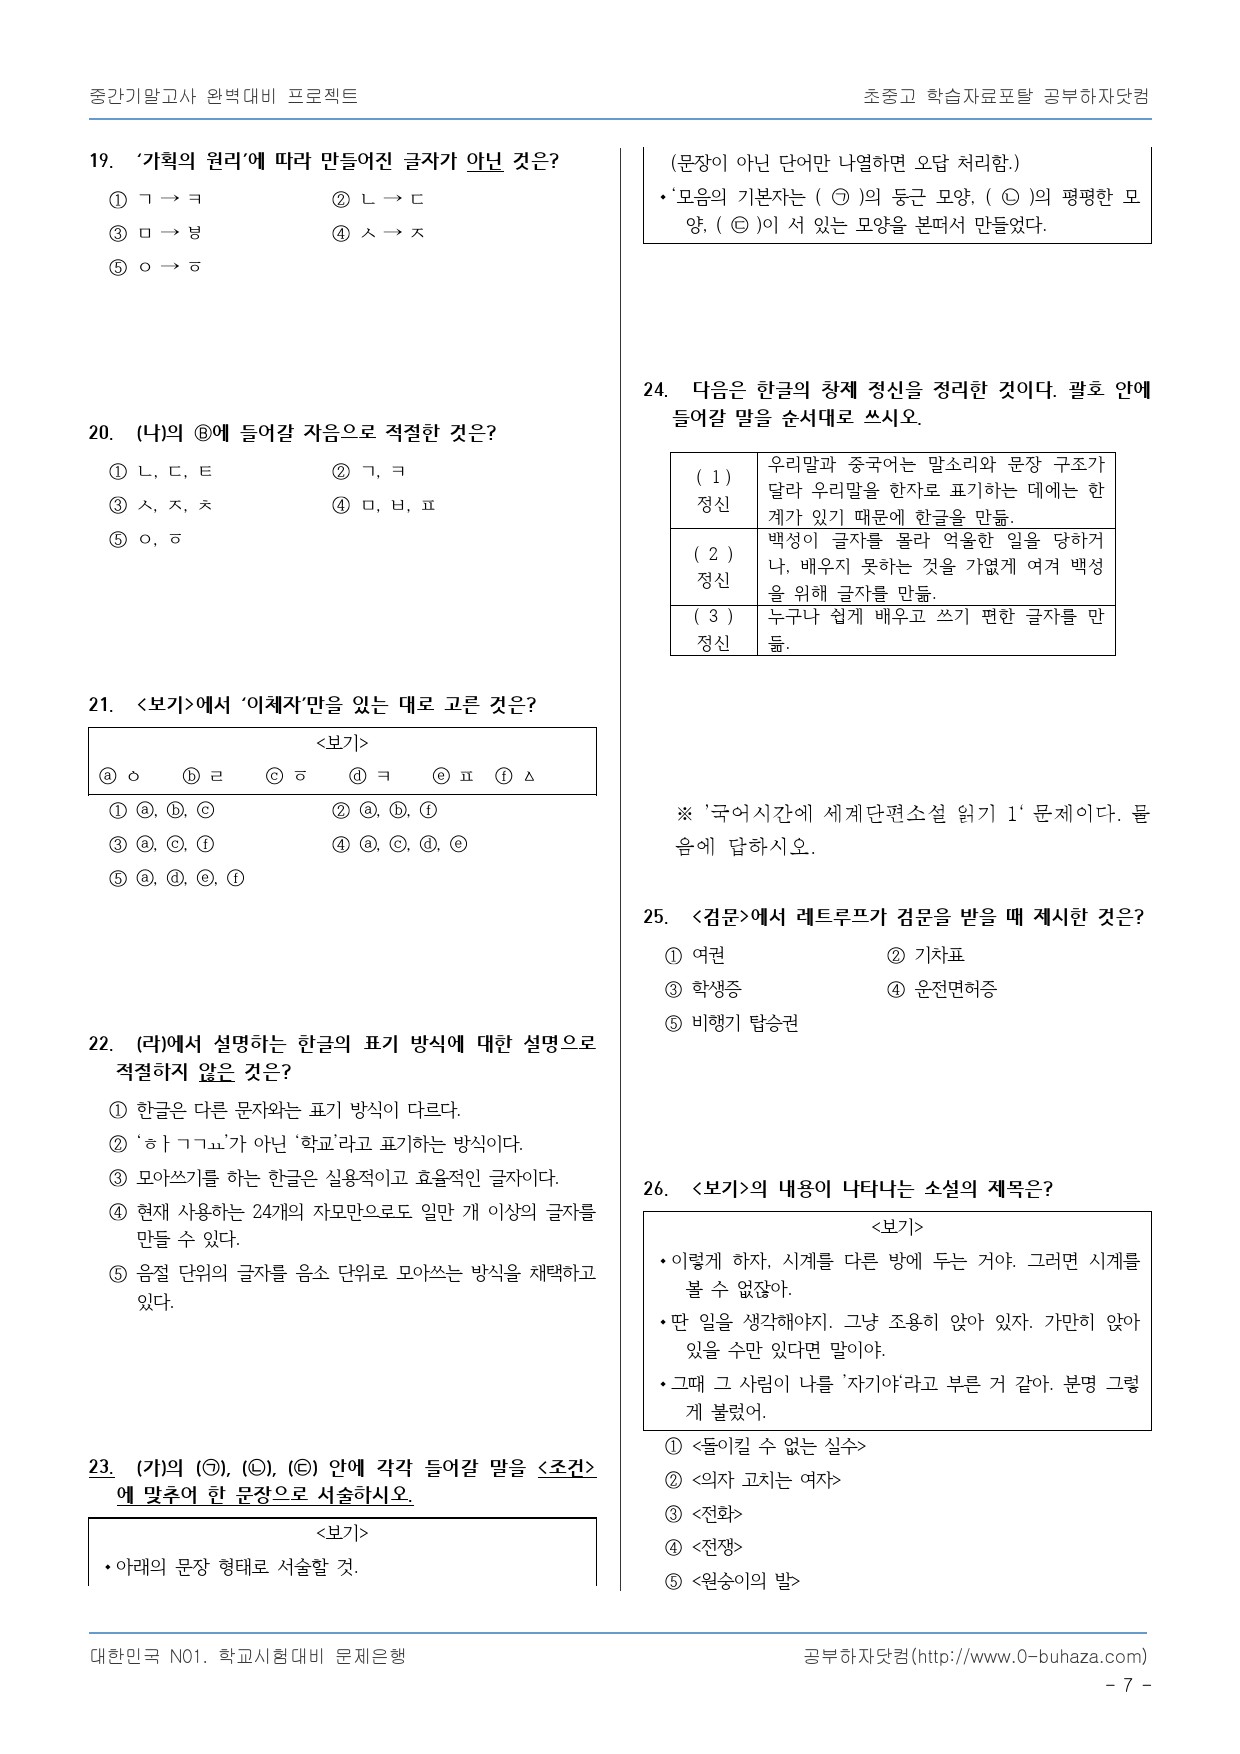 중간기말고사 완벽대비 프로젝트
초중고 학습자료포탈 공부하자닷컴
19. ‘가획의 원리’에 따라 만들어진 글자가 아닌 것은?
① ㄱ → ㅋ ② ㄴ → ㄷ
③ ㅁ → ㅸ ④ ㅅ → ㅈ
⑤ ㅇ → ㅎ
20. (나)의 Ⓑ에 들어갈 자음으로 적절한 것은?
① ㄴ, ㄷ, ㅌ ② ㄱ, ㅋ
③ ㅅ, ㅈ, ㅊ ④ ㅁ, ㅂ, ㅍ
⑤ ㅇ, ㅎ
21. <보기>에서 ‘이체자’만을 있는 대로 고른 것은?
<보기>
ⓐ ㆁ ⓑ ㄹ ⓒ ㅎ ⓓ ㅋ ⓔ ㅍ ⓕ ㅿ
① ⓐ, ⓑ, ⓒ ② ⓐ, ⓑ, ⓕ
③ ⓐ, ⓒ, ⓕ ④ ⓐ, ⓒ, ⓓ, ⓔ
⑤ ⓐ, ⓓ, ⓔ, ⓕ
22. (라)에서 설명하는 한글의 표기 방식에 대한 설명으로
적절하지 않은 것은?
① 한글은 다른 문자와는 표기 방식이 다르다.
② ‘ㅎㅏㄱㄱㅛ’가 아닌 ‘학교’라고 표기하는 방식이다.
③ 모아쓰기를 하는 한글은 실용적이고 효율적인 글자이다.
④ 현재 사용하는 24개의 자모만으로도 일만 개 이상의 글자를
만들 수 있다.
⑤ 음절 단위의 글자를 음소 단위로 모아쓰는 방식을 채택하고
있다.
23. (가)의 (㉠), (㉡), (㉢) 안에 각각 들어갈 말을 <조건>
에 맞추어 한 문장으로 서술하시오.
<보기>
•아래의 문장 형태로 서술할 것.
(문장이 아닌 단어만 나열하면 오답 처리함.)
•‘모음의 기본자는 ( ㉠ )의 둥근 모양, ( ㉡ )의 평평한 모
양, ( ㉢ )이 서 있는 모양을 본떠서 만들었다.
24. 다음은 한글의 창제 정신을 정리한 것이다. 괄호 안에
들어갈 말을 순서대로 쓰시오.
( 1 )
정신
우리말과 중국어는 말소리와 문장 구조가
달라 우리말을 한자로 표기하는 데에는 한
계가 있기 때문에 한글을 만듦.
( 2 )
정신
백성이 글자를 몰라 억울한 일을 당하거
나, 배우지 못하는 것을 가엾게 여겨 백성
을 위해 글자를 만듦.
( 3 )
정신
누구나 쉽게 배우고 쓰기 편한 글자를 만
듦.
※ ’국어시간에 세계단편소설 읽기 1‘ 문제이다. 물
음에 답하시오.
25. <검문>에서 레트루프가 검문을 받을 때 제시한 것은?
① 여권 ② 기차표
③ 학생증 ④ 운전면허증
⑤ 비행기 탑승권
26. <보기>의 내용이 나타나는 소설의 제목은?
<보기>
•이렇게 하자, 시계를 다른 방에 두는 거야. 그러면 시계를
볼 수 없잖아.
•딴 일을 생각해야지. 그냥 조용히 앉아 있자. 가만히 앉아
있을 수만 있다면 말이야.
•그때 그 사림이 나를 ’자기야‘라고 부른 거 같아. 분명 그렇
게 불렀어.
① <돌이킬 수 없는 실수>
② <의자 고치는 여자>
③ <전화>
④ <전쟁>
⑤ <원숭이의 발>
대한민국 N01. 학교시험대비 문제은행
공부하자닷컴(http://www.0-buhaza.com)
- 7 -